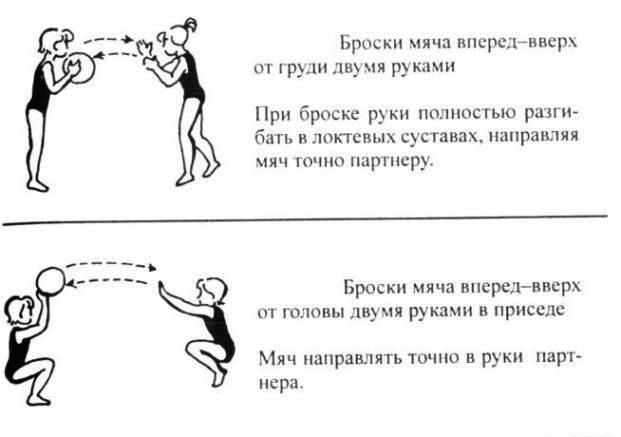 Броски мяча вперед–вверх
от груди двумя руками
При броске руки полностью разги-
бать в локтевых суставах, направляя
мяч точно партнеру.
Броски мяча вперед–вверх
от головы двумя руками в приседе
Мяч направлять точно в руки парт-
нера.